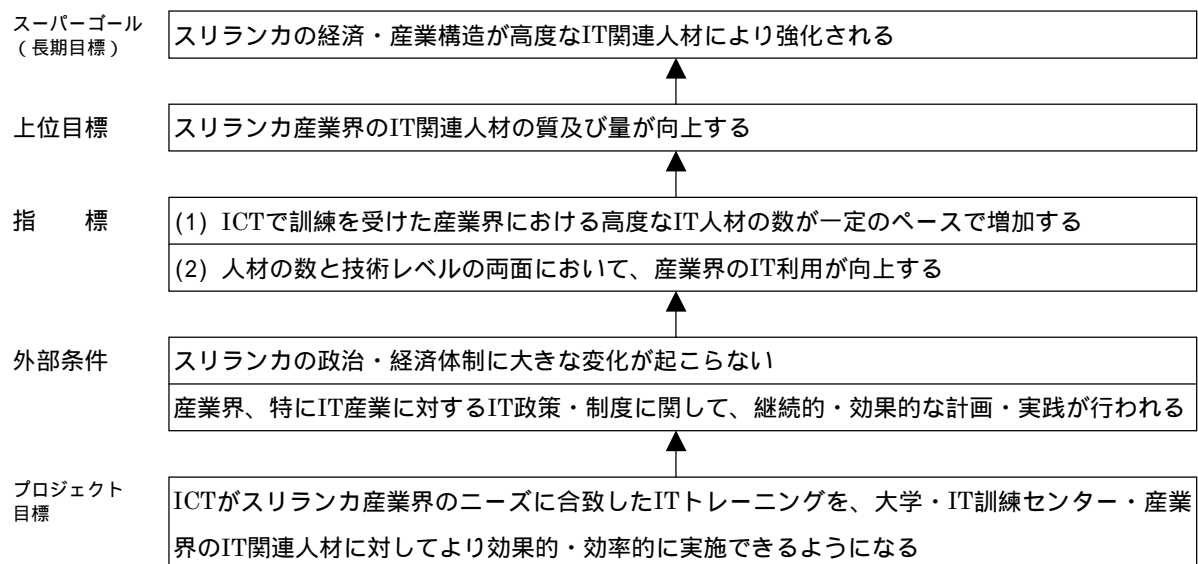 スーパーゴール
(長期目標)
スリランカの経済・産業構造が高度なIT関連人材により強化される
上位目標
スリランカ産業界のIT関連人材の質及び量が向上する
指　　標
(1) ICTで訓練を受けた産業界における高度なIT人材の数が一定のペースで増加する
(2) 人材の数と技術レベルの両面において、産業界のIT利用が向上する
外部条件
スリランカの政治・経済体制に大きな変化が起こらない
産業界、特にIT産業に対するIT政策・制度に関して、継続的・効果的な計画・実践が行われる
プロジェクト
目標
ICTがスリランカ産業界のニーズに合致したITトレーニングを、大学・IT訓練センター・産業
界のIT関連人材に対してより効果的・効率的に実施できるようになる